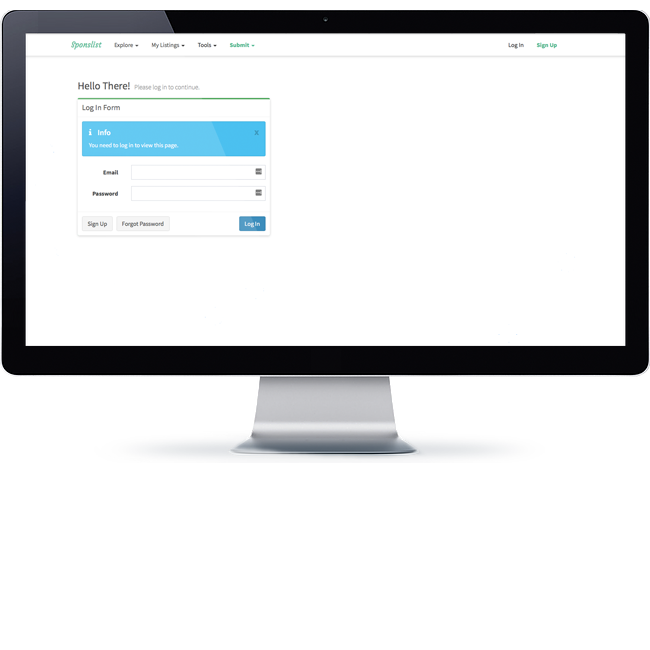 Sponslist Explore My Listings Tools Submit + Log In Sign Up
Hello There! Please log in to continue.
Log In Form
i Info x
You need to log in to view this page.
Email
Password
Sign Up Forgot Password Log In